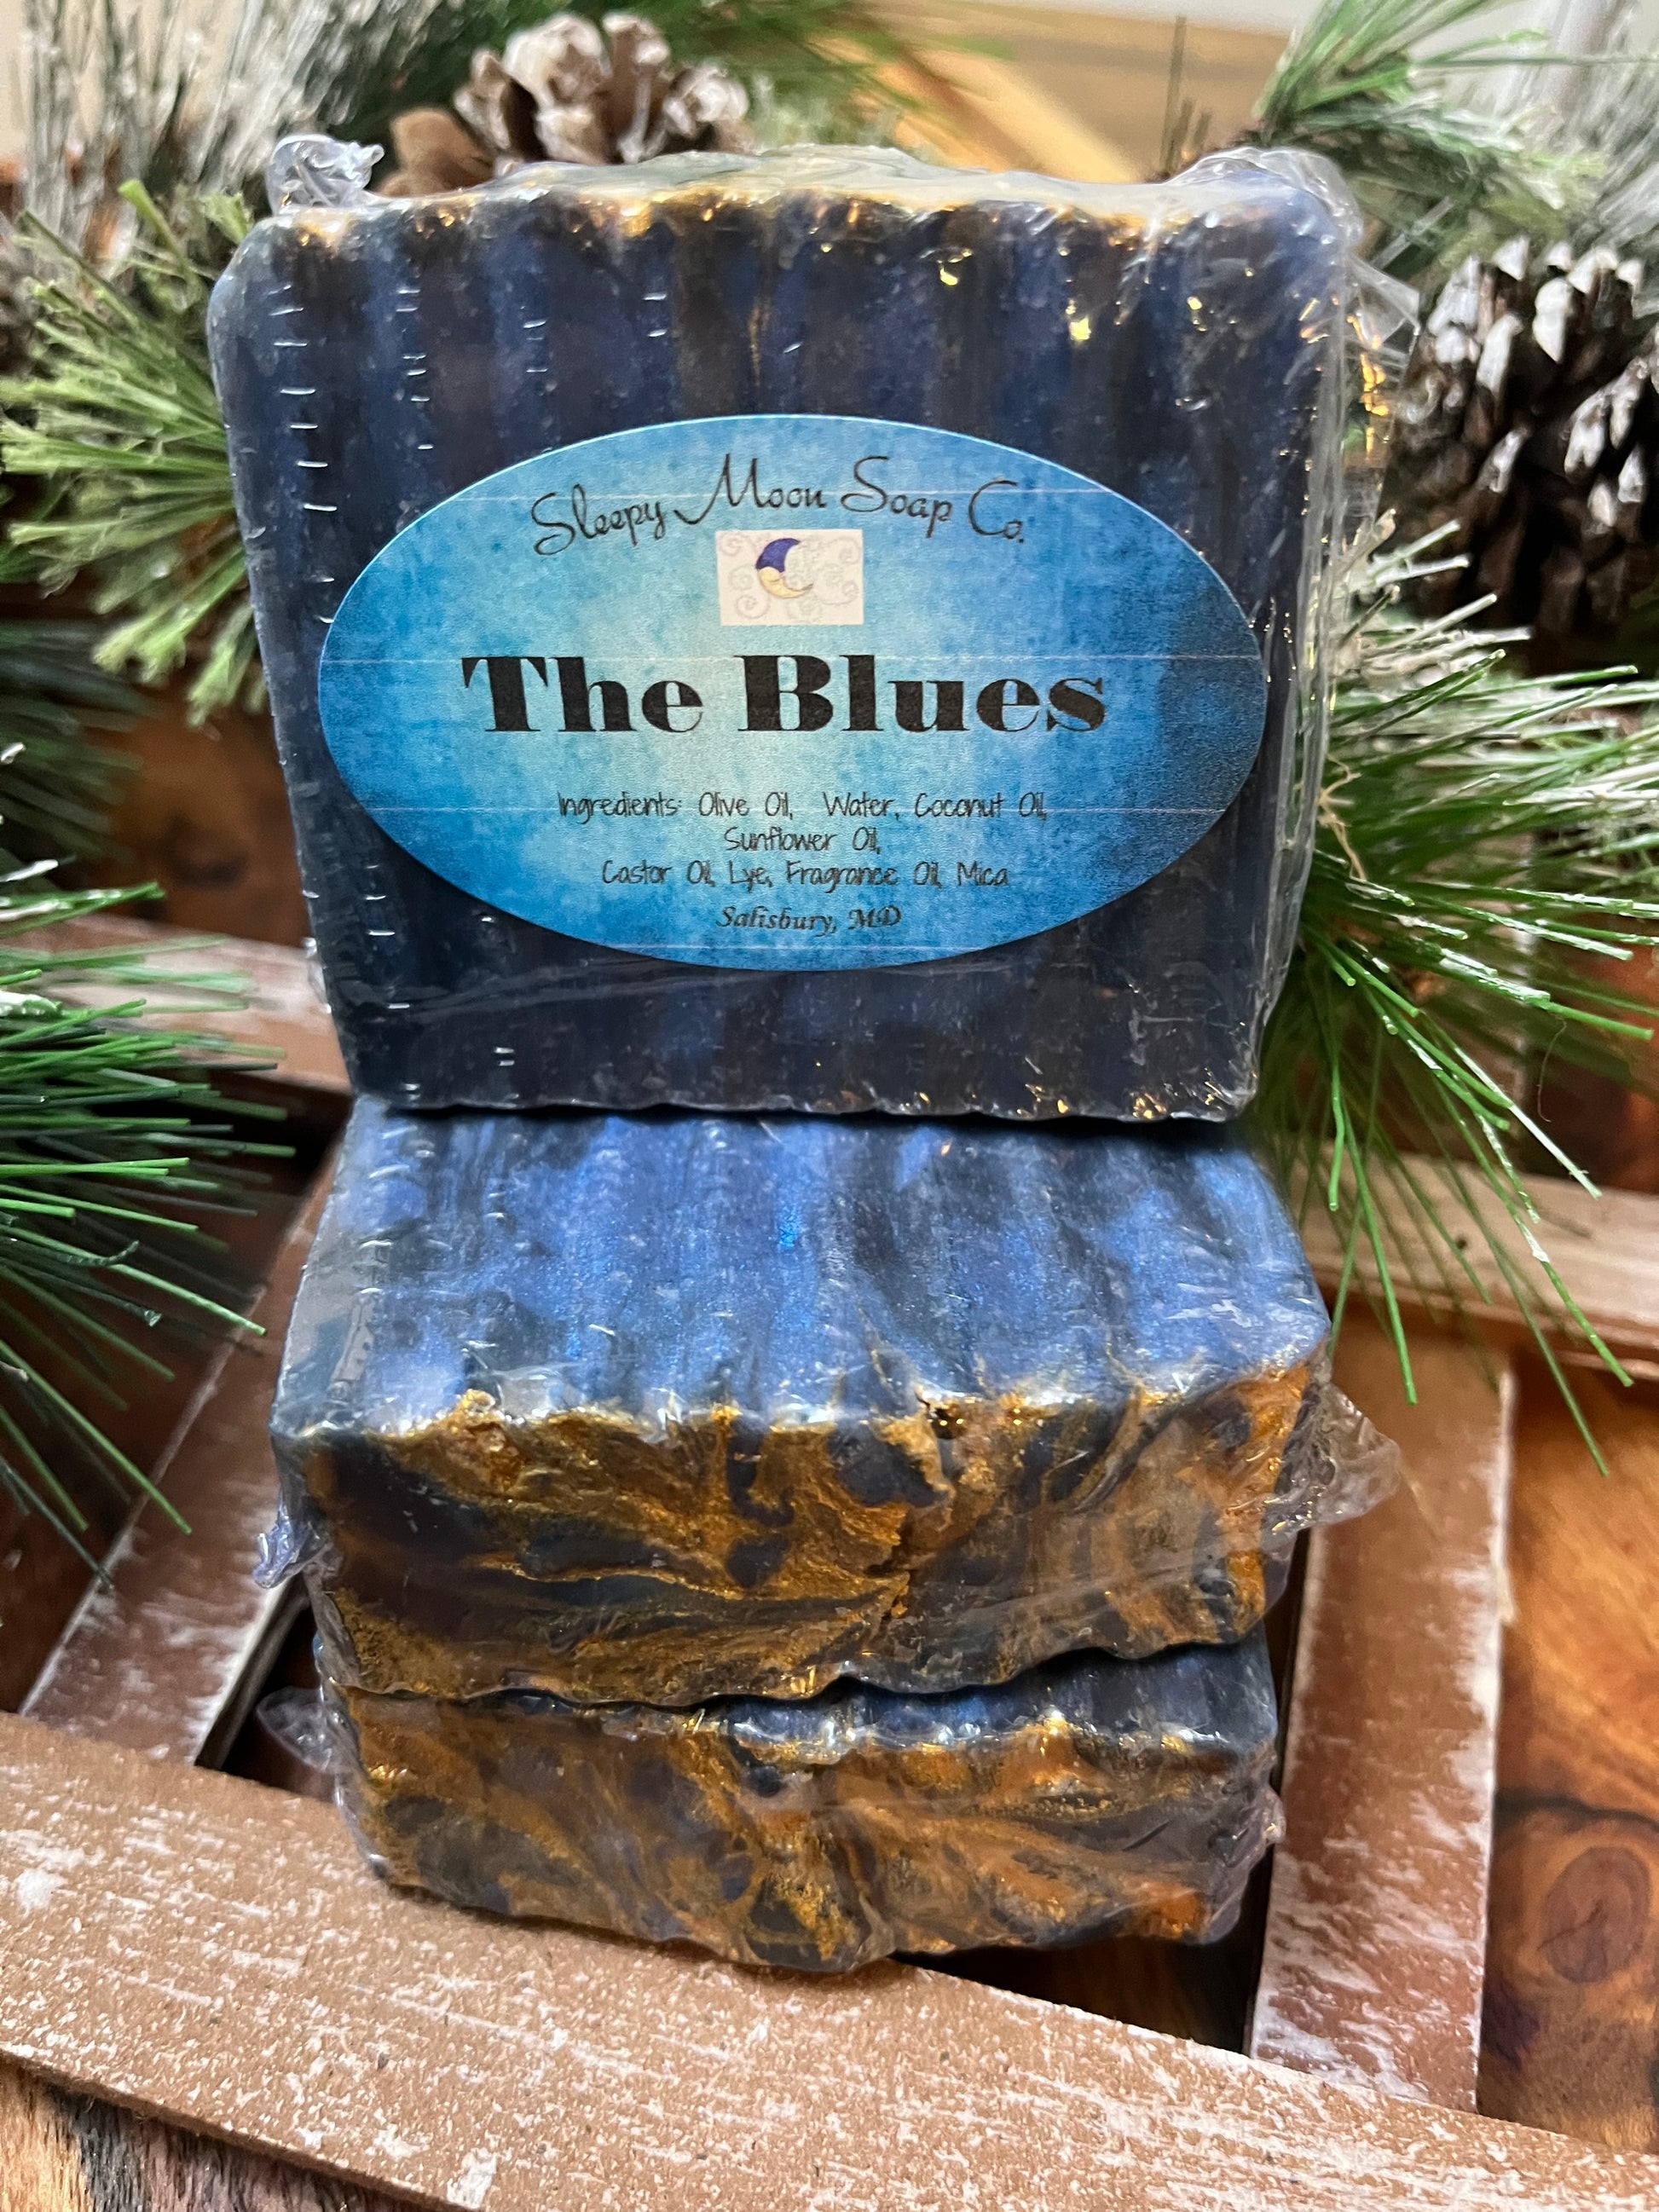 Sleepy Moon Soap Co.
The Blues
Ingredients: Olive Oil, Water, Coconut Oil,
Sunflower Oil,
Castor Oil, Lye, Fragrance Oil, Mica
Salisbury, MD